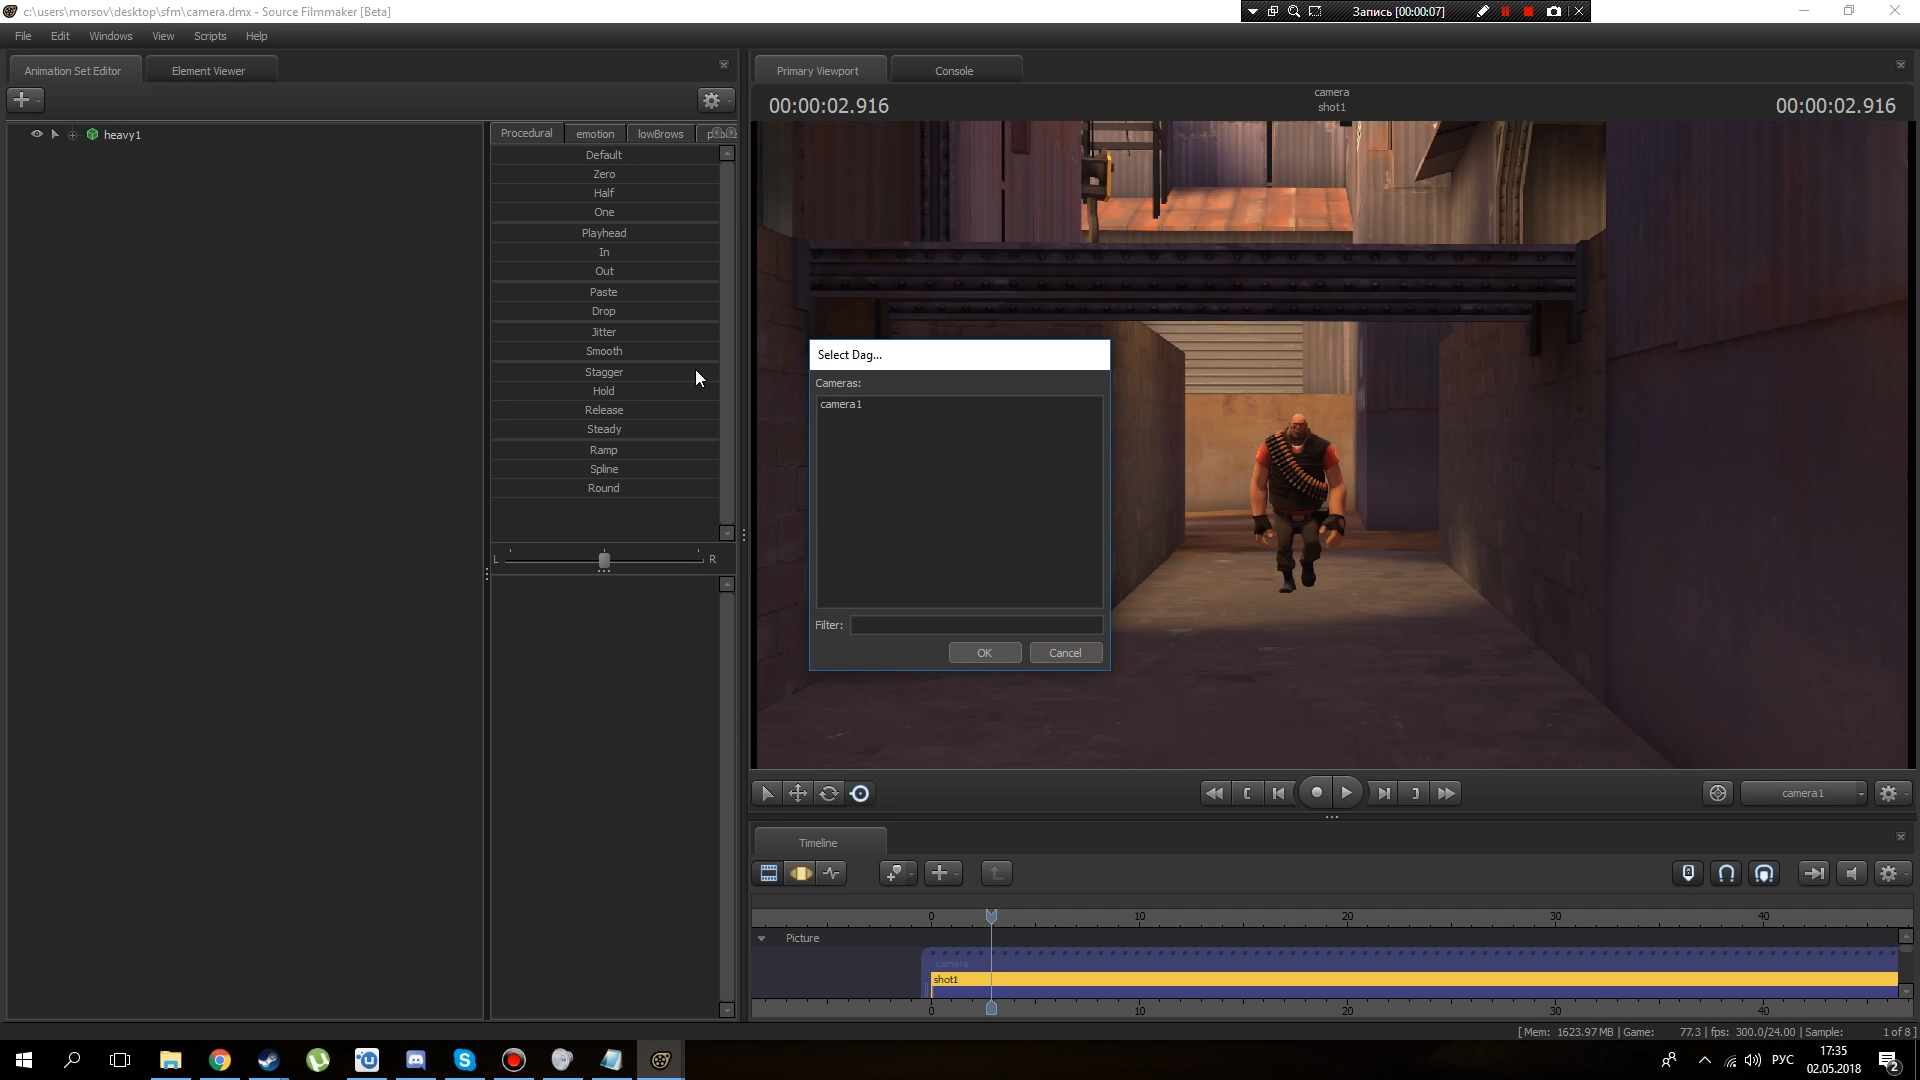 c:\users\morsov\desktop\sfm\camera.dmx - Source Filmmaker [Beta]
Запись [00:00:07]
File Edit Windows View Scripts Help
Animation Set Editor Element Viewer
Primary Viewport Console
00:00:02.916
camera
shot1
00:00:02.916
heavy1
Procedural emotion lowBrows
Default
Zero
Half
One
Playhead
In
Out
Paste
Drop
Jitter
Smooth
Stagger
Hold
Release
Steady
Ramp
Spline
Round
L R
Select Dag...
Cameras:
camera1
Filter:
OK Cancel
camera1
Timeline
0 10 20 30 40
Picture
camera
shot1
0 10 20 30 40
[ Mem: 1623.97 MB | Game: 77.3 | fps: 300.0/24.00 | Sample: 1 of 8 ]
РУС
17:35
02.05.2018
2